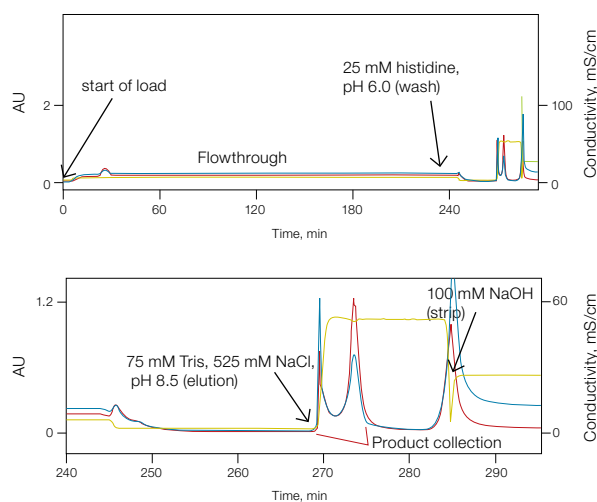 start of load
25 mM histidine,
pH 6.0 (wash)
Flowthrough
AU
2
0
100
0
Conductivity, mS/cm
0
60
120
180
240
Time, min
75 mM Tris, 525 mM NaCl,
pH 8.5 (elution)
100 mM NaOH
(strip)
Product collection
AU
1.2
0
60
0
Conductivity, mS/cm
240
250
260
270
280
290
Time, min